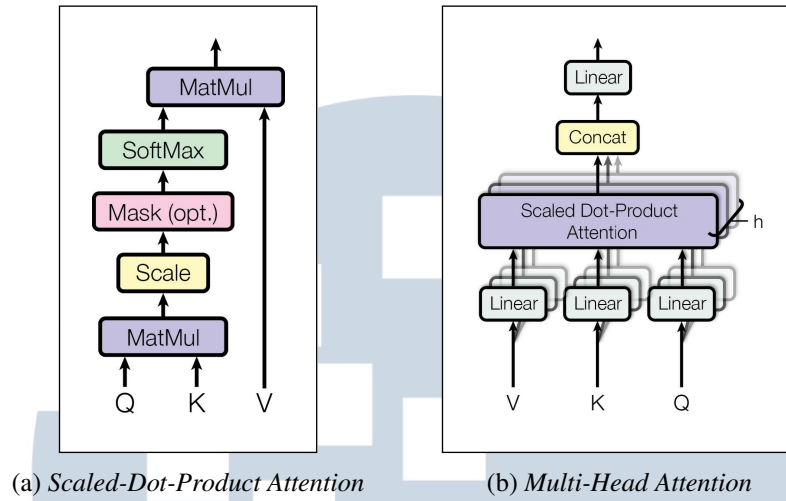 MatMul
SoftMax
Mask (opt.)
Scale
MatMul
Q K V
(a) Scaled-Dot-Product Attention
Linear
Concat
Scaled Dot-Product
Attention
h
Linear Linear Linear
V K Q
(b) Multi-Head Attention